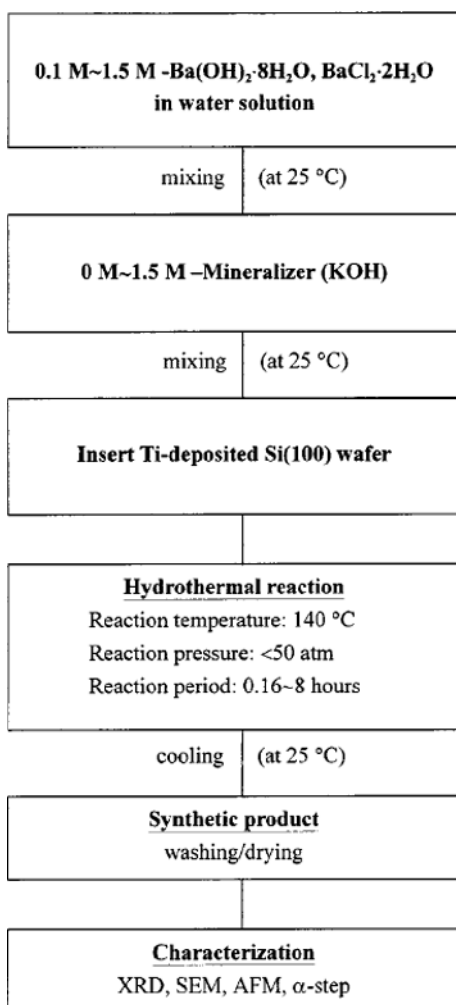 0.1 M~1.5 M -Ba(OH)₂·8H₂O, BaCl₂·2H₂O
in water solution
mixing (at 25 °C)
0 M~1.5 M –Mineralizer (KOH)
mixing (at 25 °C)
Insert Ti-deposited Si(100) wafer
Hydrothermal reaction
Reaction temperature: 140 °C
Reaction pressure: <50 atm
Reaction period: 0.16~8 hours
cooling (at 25 °C)
Synthetic product
washing/drying
Characterization
XRD, SEM, AFM, α-step